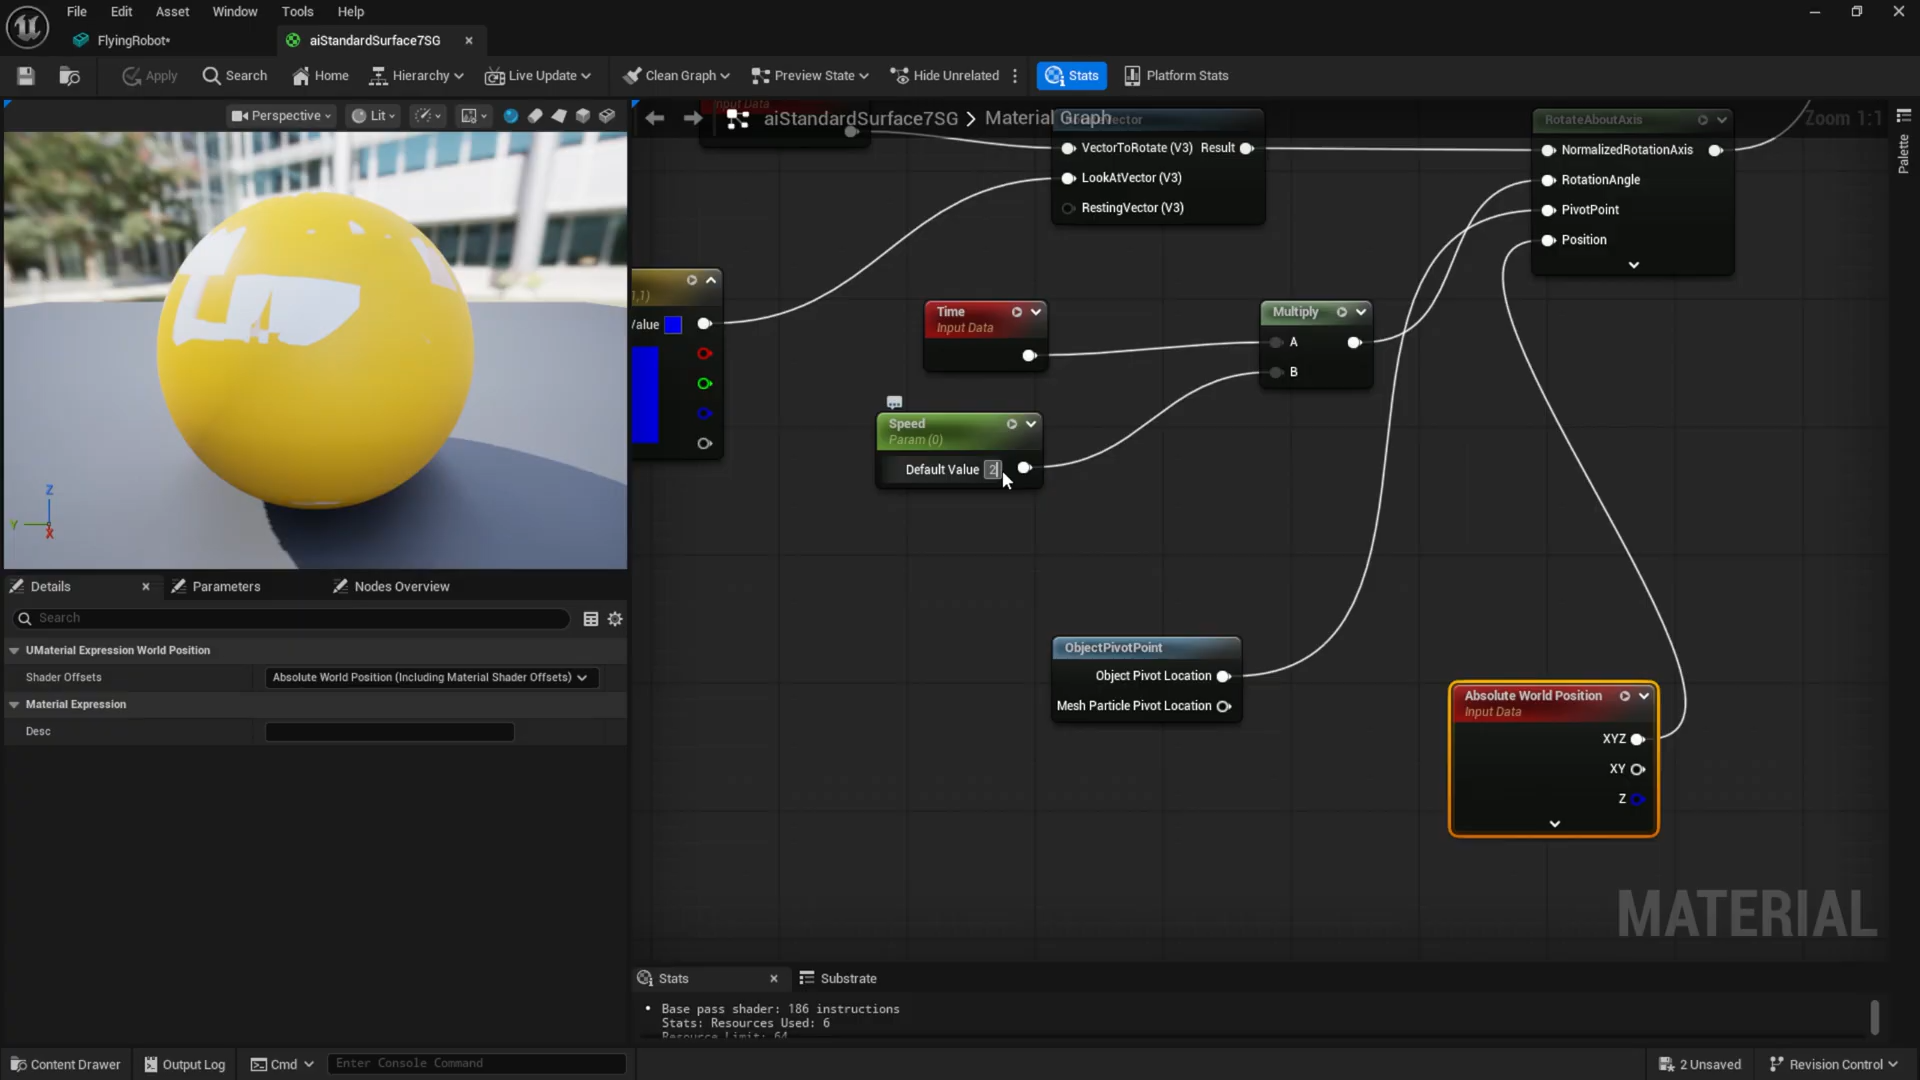 File Edit Asset Window Tools Help
FlyingRobot* aiStandardSurface7SG
Apply Search Home Hierarchy Live Update Clean Graph Preview State Hide Unrelated Stats Platform Stats
Perspective Lit
aiStandardSurface7SG > Material Graph
Zoom 1:1
Palette
Input Data
VectorToRotate (V3) Result
LookAtVector (V3)
RestingVector (V3)
RotateAboutAxis
NormalizedRotationAxis
RotationAngle
PivotPoint
Position
,1)
Value
Time
Input Data
Multiply
A
B
Speed
Param (0)
Default Value 2
ObjectPivotPoint
Object Pivot Location
Mesh Particle Pivot Location
Absolute World Position
Input Data
XYZ
XY
Z
MATERIAL
Z
Y
X
Details Parameters Nodes Overview
Search
UMaterial Expression World Position
Shader Offsets Absolute World Position (Including Material Shader Offsets)
Material Expression
Desc
Stats Substrate
• Base pass shader: 186 instructions
Stats: Resources Used: 6
Resource Limit: 64
Content Drawer Output Log Cmd Enter Console Command 2 Unsaved Revision Control